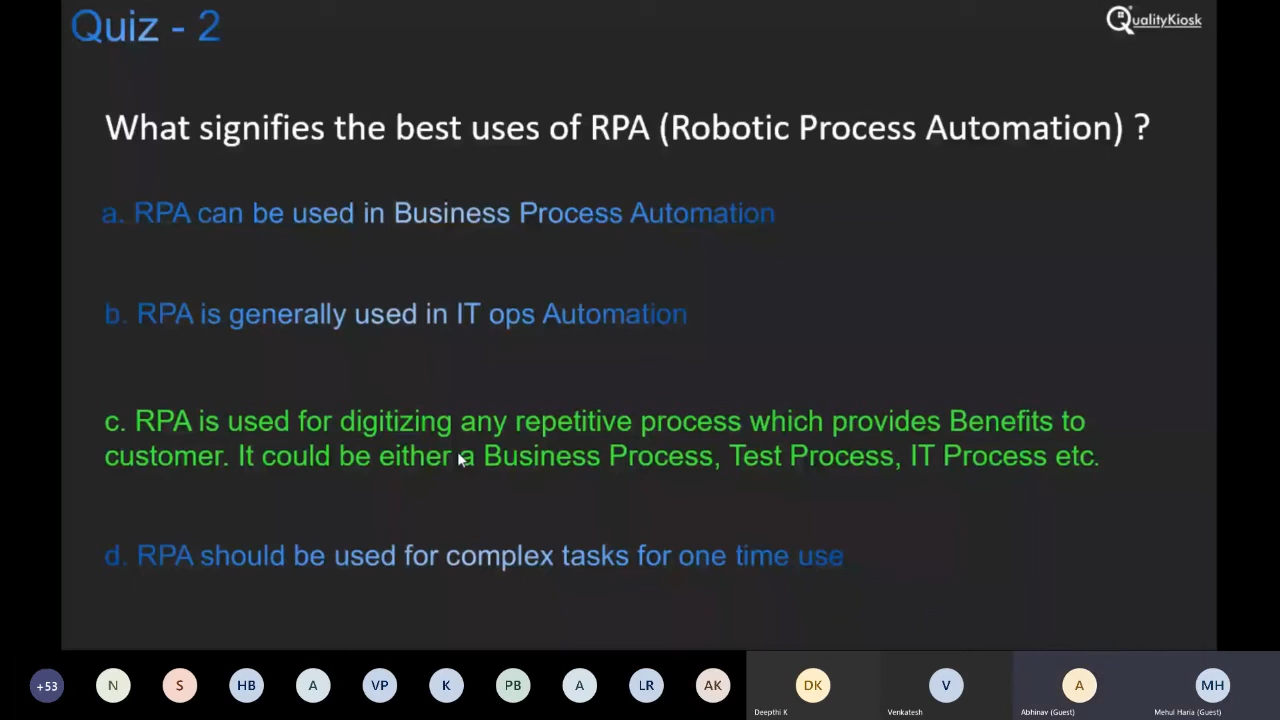 Quiz - 2
QualityKiosk
What signifies the best uses of RPA (Robotic Process Automation) ?
a. RPA can be used in Business Process Automation
b. RPA is generally used in IT ops Automation
c. RPA is used for digitizing any repetitive process which provides Benefits to
customer. It could be either a Business Process, Test Process, IT Process etc.
d. RPA should be used for complex tasks for one time use
+53 N S HB A VP K PB A LR AK DK V A MH
Deepthi K Venkatesh Abhinav (Guest) Mehul Haria (Guest)